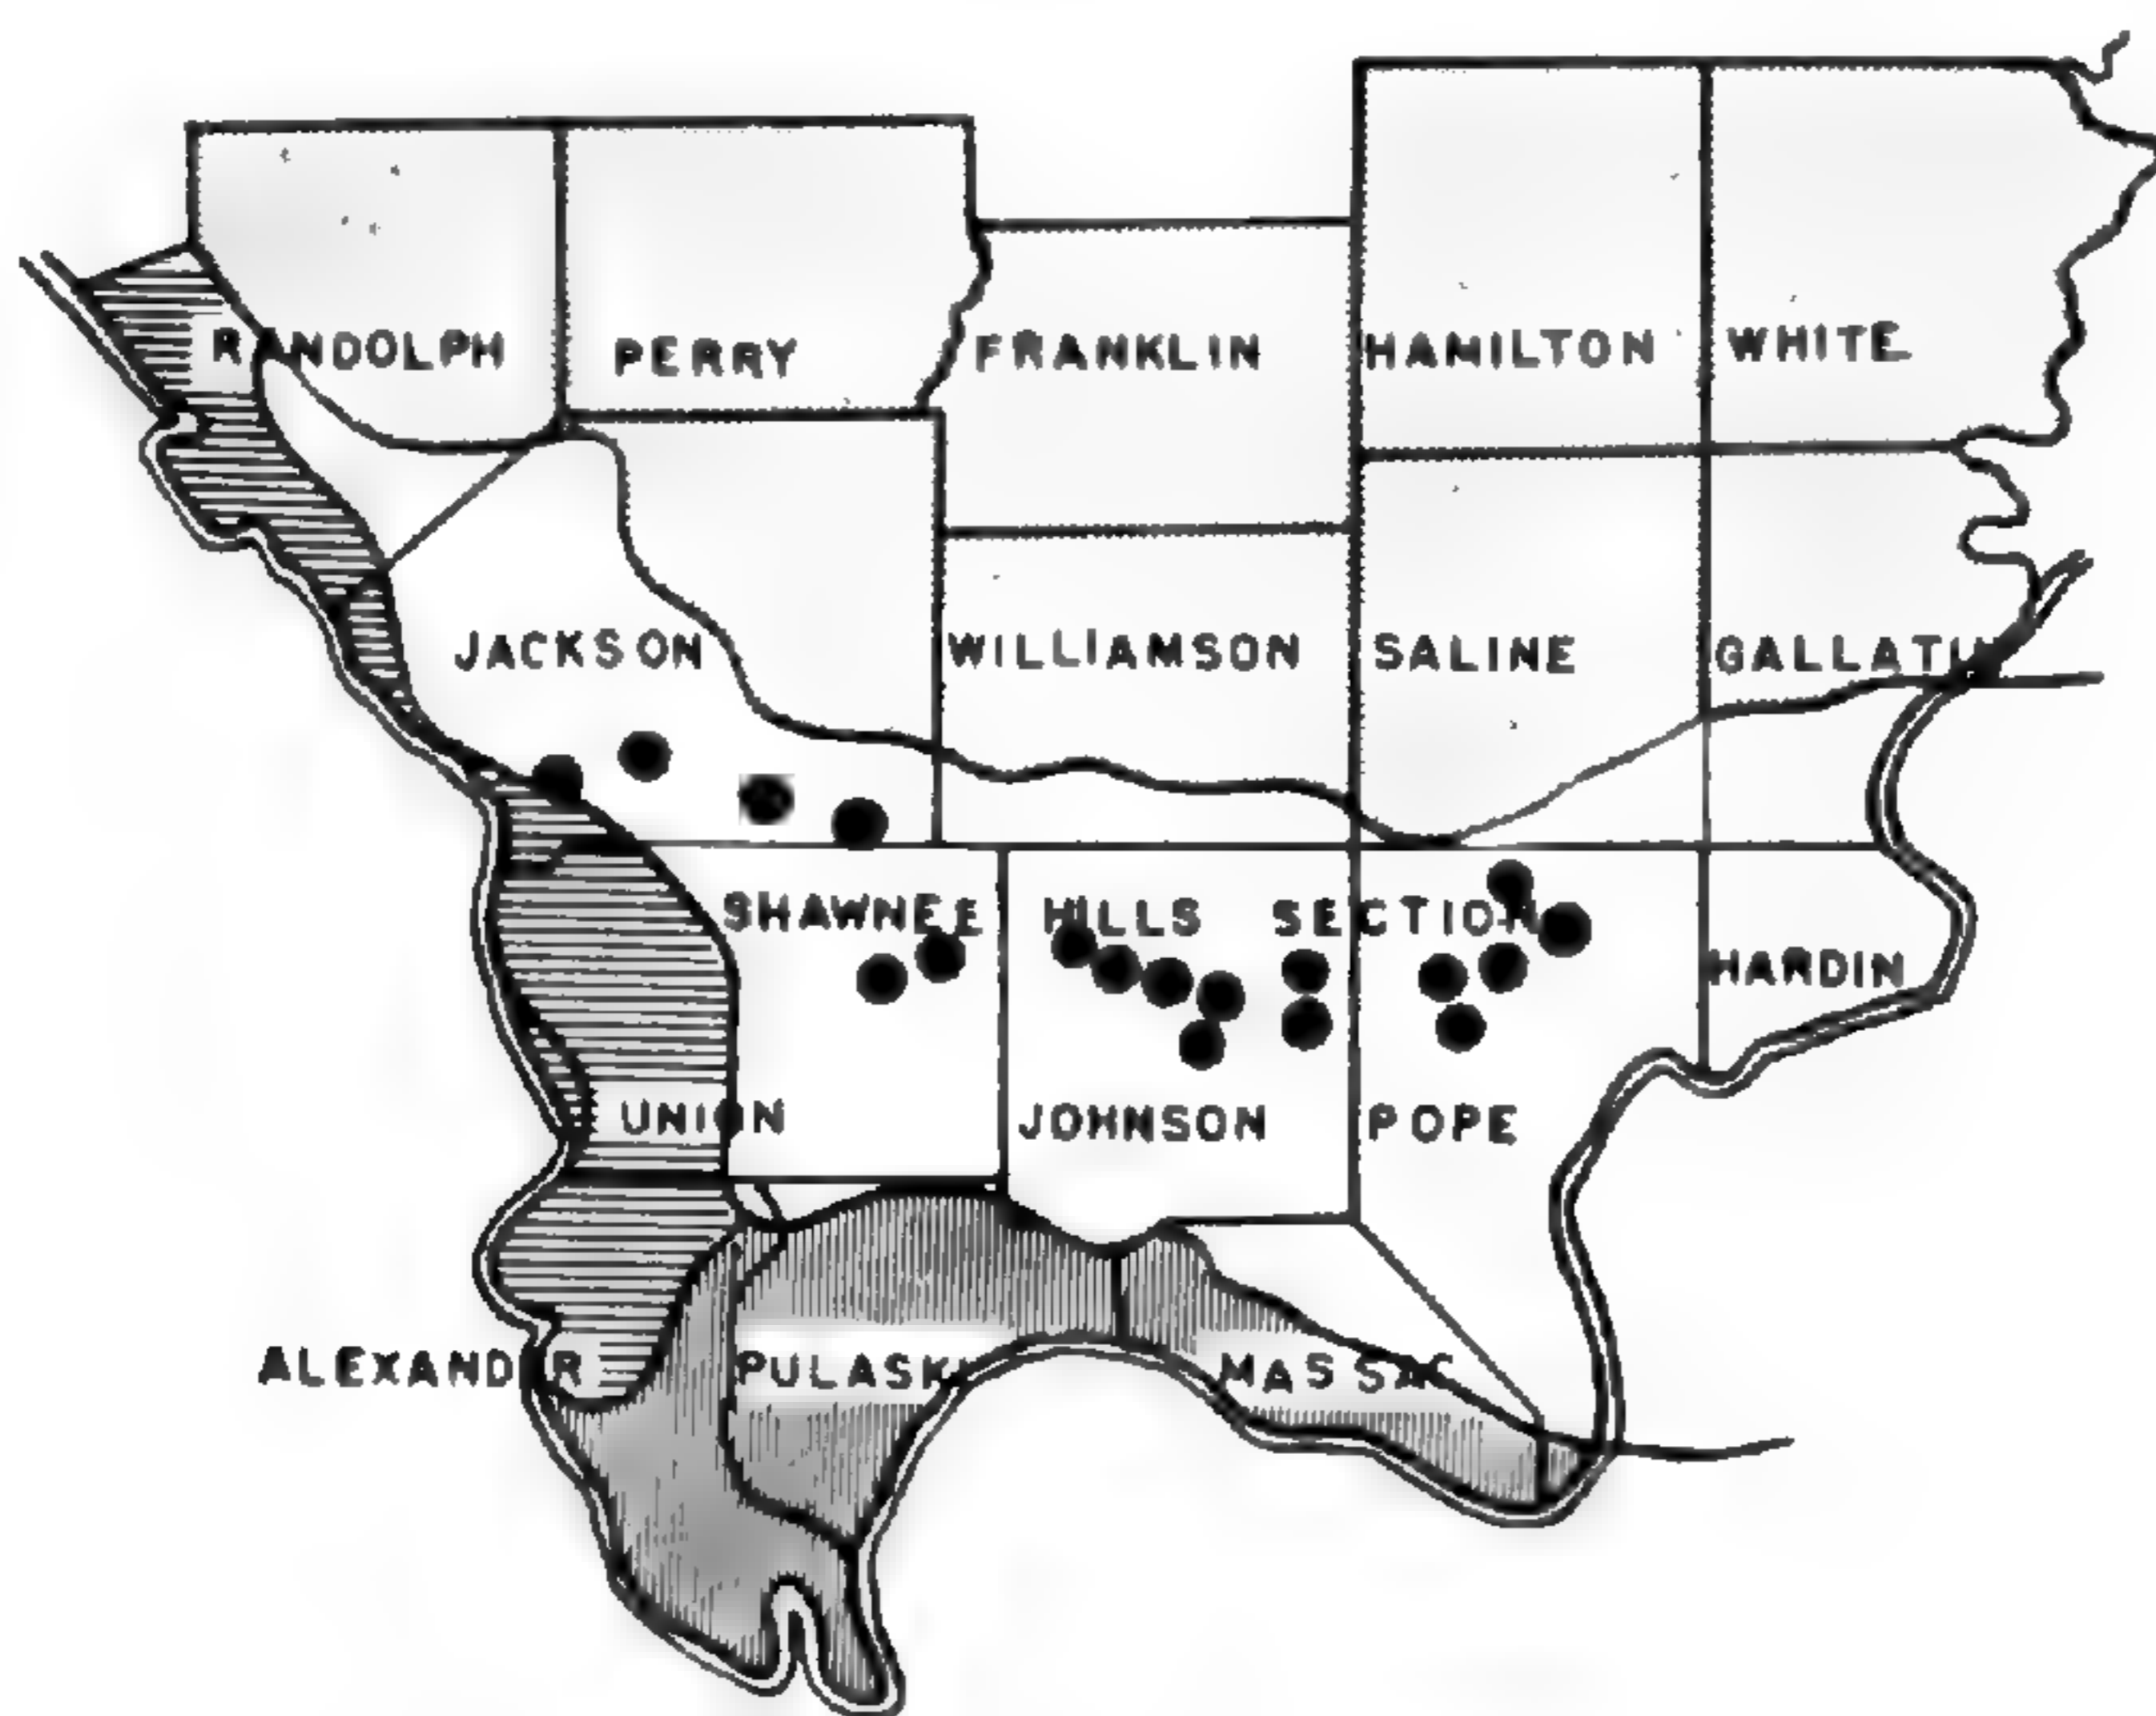 RANDOLPH PERRY FRANKLIN HAMILTON WHITE
JACKSON WILLIAMSON SALINE GALLATIN
SHAWNEE HILLS SECTION
HARDIN
UNION JOHNSON POPE
ALEXANDER PULASKI MASSAC